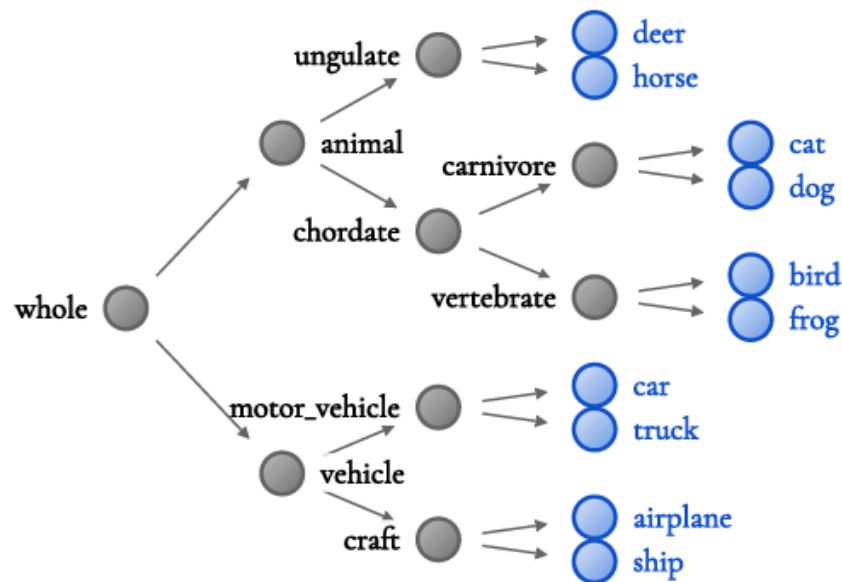 deer
ungulate
horse
animal
cat
carnivore
dog
chordate
bird
vertebrate
frog
whole
car
motor_vehicle
truck
vehicle
airplane
craft
ship